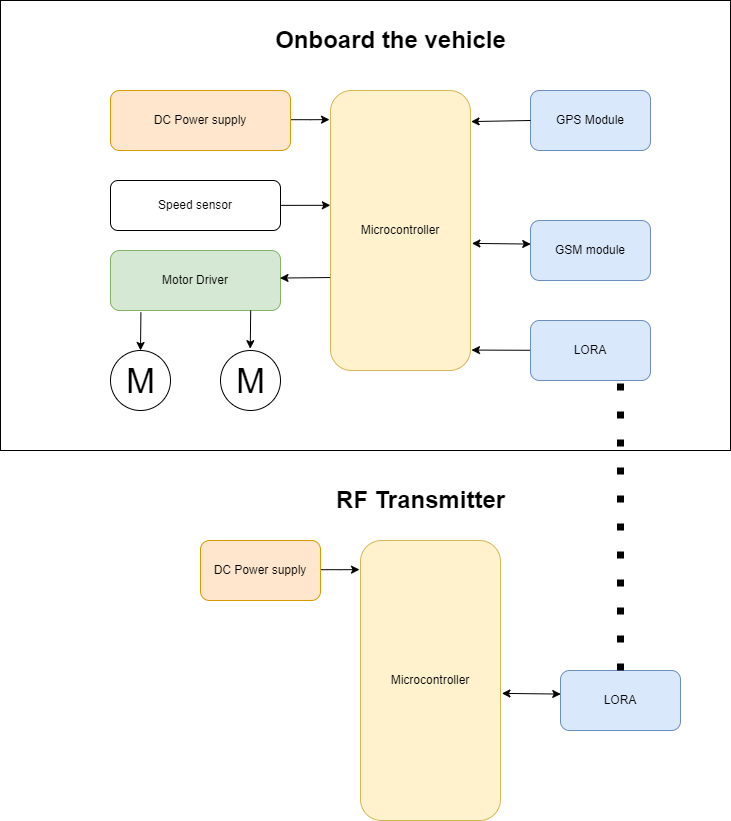 Onboard the vehicle
DC Power supply
GPS Module
Speed sensor
Microcontroller
GSM module
Motor Driver
LORA
M
M
RF Transmitter
DC Power supply
Microcontroller
LORA